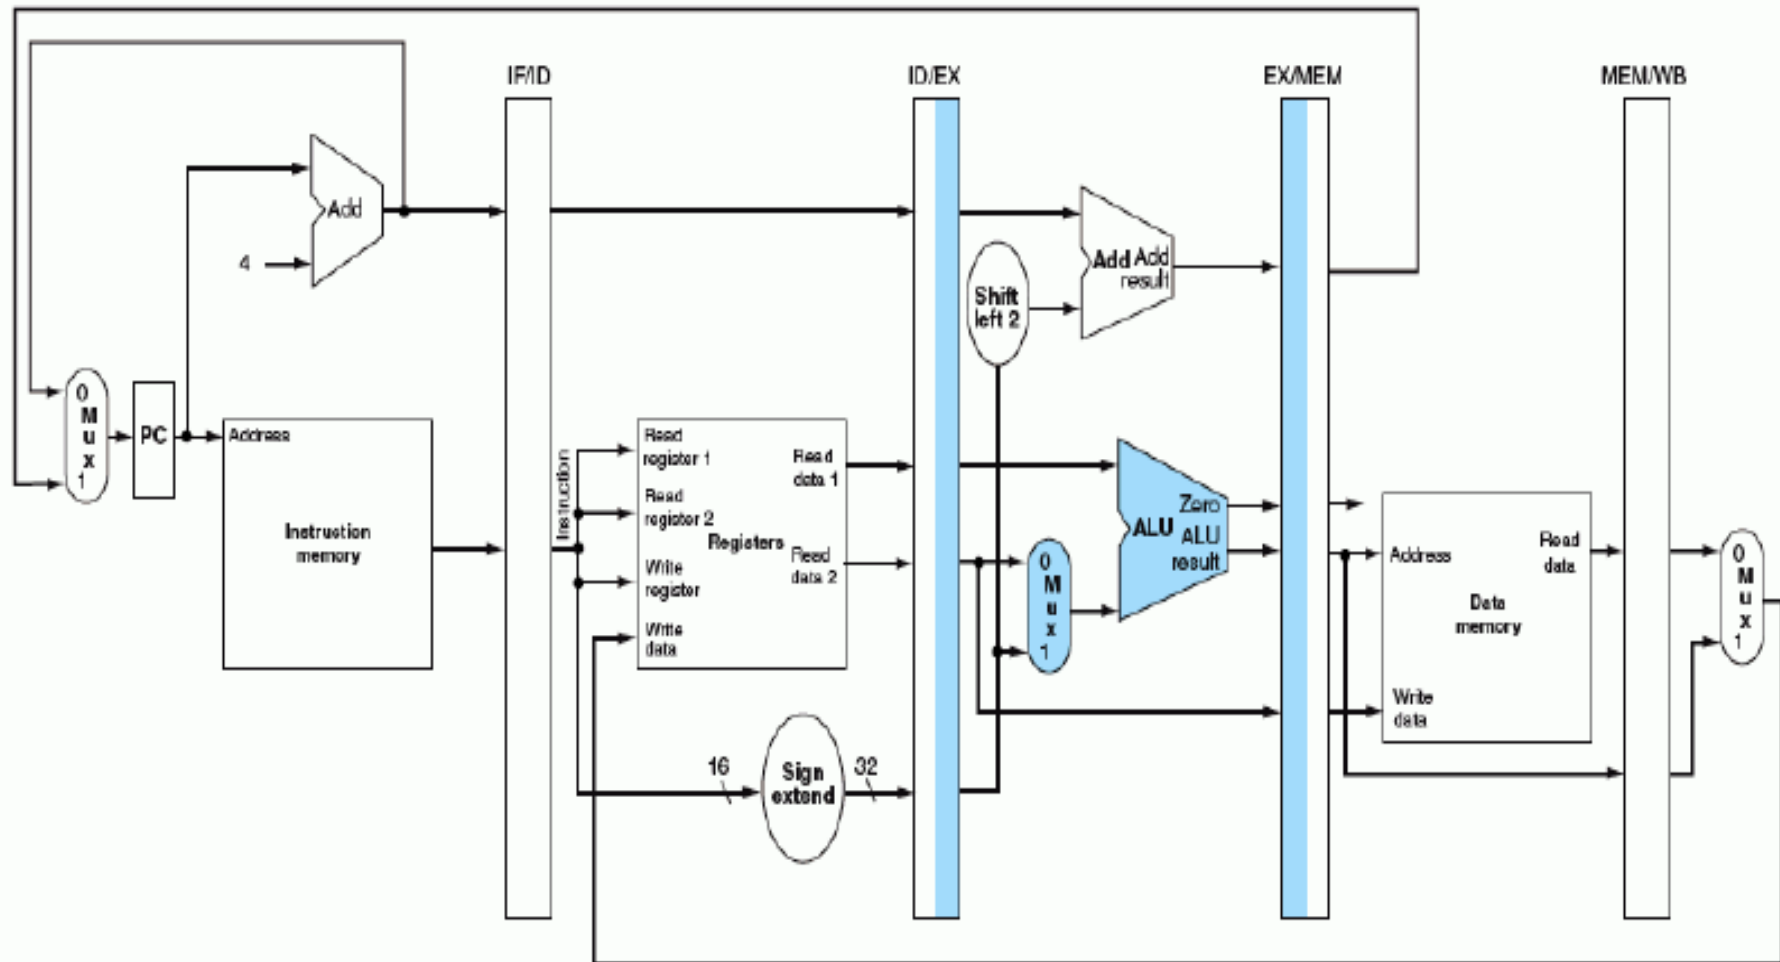 IF/ID
ID/EX
EX/MEM
MEM/WB
Add
4
Add Add
result
Shift
left 2
0
M
u
x
1
PC
Address
Instruction
memory
Instruction
Read
register 1
Read
register 2
Write
register
Write
data
Registers
Read
data 1
Read
data 2
0
M
u
x
1
Zero
ALU
ALU
result
Address
Read
data
Data
memory
Write
data
0
M
u
x
1
16
Sign
extend
32